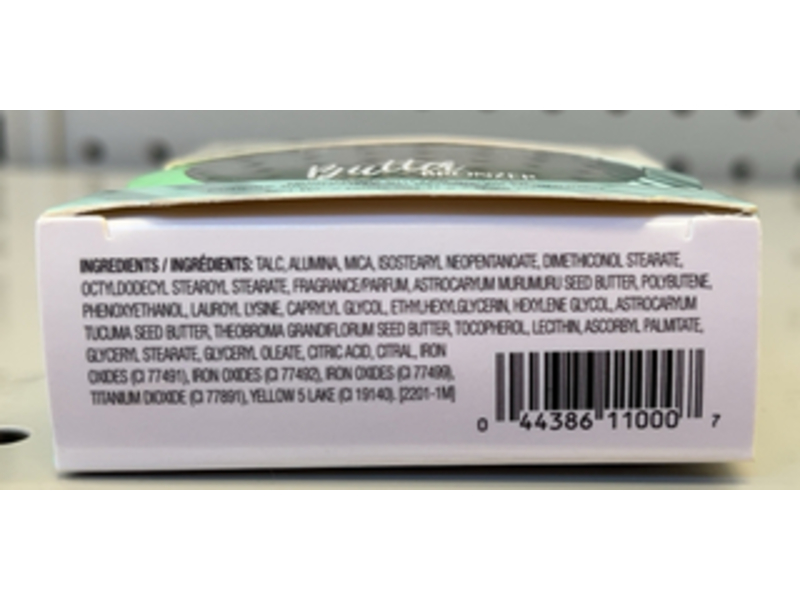 Butter
BRONZER
INGREDIENTS / INGRÉDIENTS: TALC, ALUMINA, MICA, ISOSTEARYL NEOPENTANOATE, DIMETHICONOL STEARATE,
OCTYLDODECYL STEAROYL STEARATE, FRAGRANCE/PARFUM, ASTROCARYUM MURUMURU SEED BUTTER, POLYBUTENE,
PHENOXYETHANOL, LAUROYL LYSINE, CAPRYLYL GLYCOL, ETHYLHEXYLGLYCERIN, HEXYLENE GLYCOL, ASTROCARYUM
TUCUMA SEED BUTTER, THEOBROMA GRANDIFLORUM SEED BUTTER, TOCOPHEROL, LECITHIN, ASCORBYL PALMITATE,
GLYCERYL STEARATE, GLYCERYL OLEATE, CITRIC ACID, CITRAL, IRON
OXIDES (CI 77491), IRON OXIDES (CI 77492), IRON OXIDES (CI 77499),
TITANIUM DIOXIDE (CI 77891), YELLOW 5 LAKE (CI 19140). [2201-1M]
0 44386 11000 7